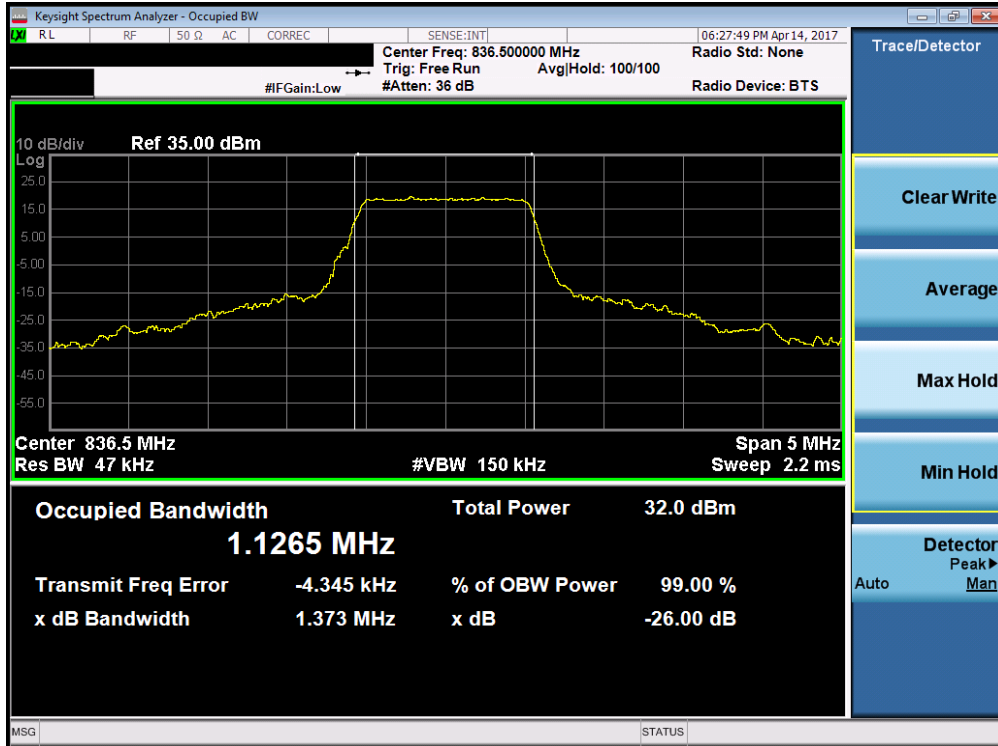 Keysight Spectrum Analyzer - Occupied BW
LXI RL RF 50 Ω AC CORREC SENSE:INT 06:27:49 PM Apr 14, 2017
Center Freq: 836.500000 MHz Radio Std: None
Trig: Free Run Avg|Hold: 100/100
#IFGain:Low #Atten: 36 dB Radio Device: BTS
Trace/Detector
10 dB/div Ref 35.00 dBm
Log
25.0
15.0
5.00
-5.00
-15.0
-25.0
-35.0
-45.0
-55.0
Center 836.5 MHz Span 5 MHz
Res BW 47 kHz #VBW 150 kHz Sweep 2.2 ms
Occupied Bandwidth Total Power 32.0 dBm
1.1265 MHz
Transmit Freq Error -4.345 kHz % of OBW Power 99.00 %
x dB Bandwidth 1.373 MHz x dB -26.00 dB
Clear Write
Average
Max Hold
Min Hold
Detector
Peak▶
Auto Man
MSG STATUS